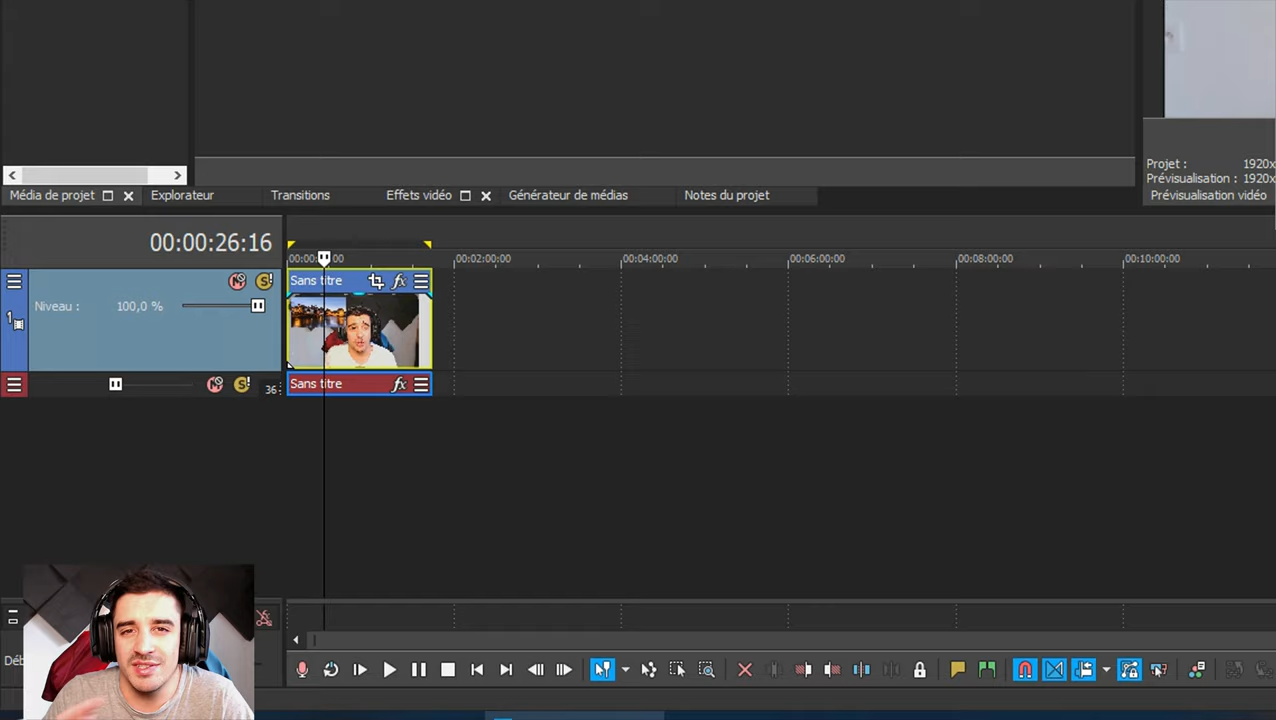 Projet : 1920x
Prévisualisation : 1920x
Média de projet Explorateur Transitions Effets vidéo Générateur de médias Notes du projet Prévisualisation vidéo
00:00:26:16
00:02:00:00 00:04:00:00 00:06:00:00 00:08:00:00 00:10:00:00
Sans titre fx
Niveau : 100,0 %
36
Sans titre fx